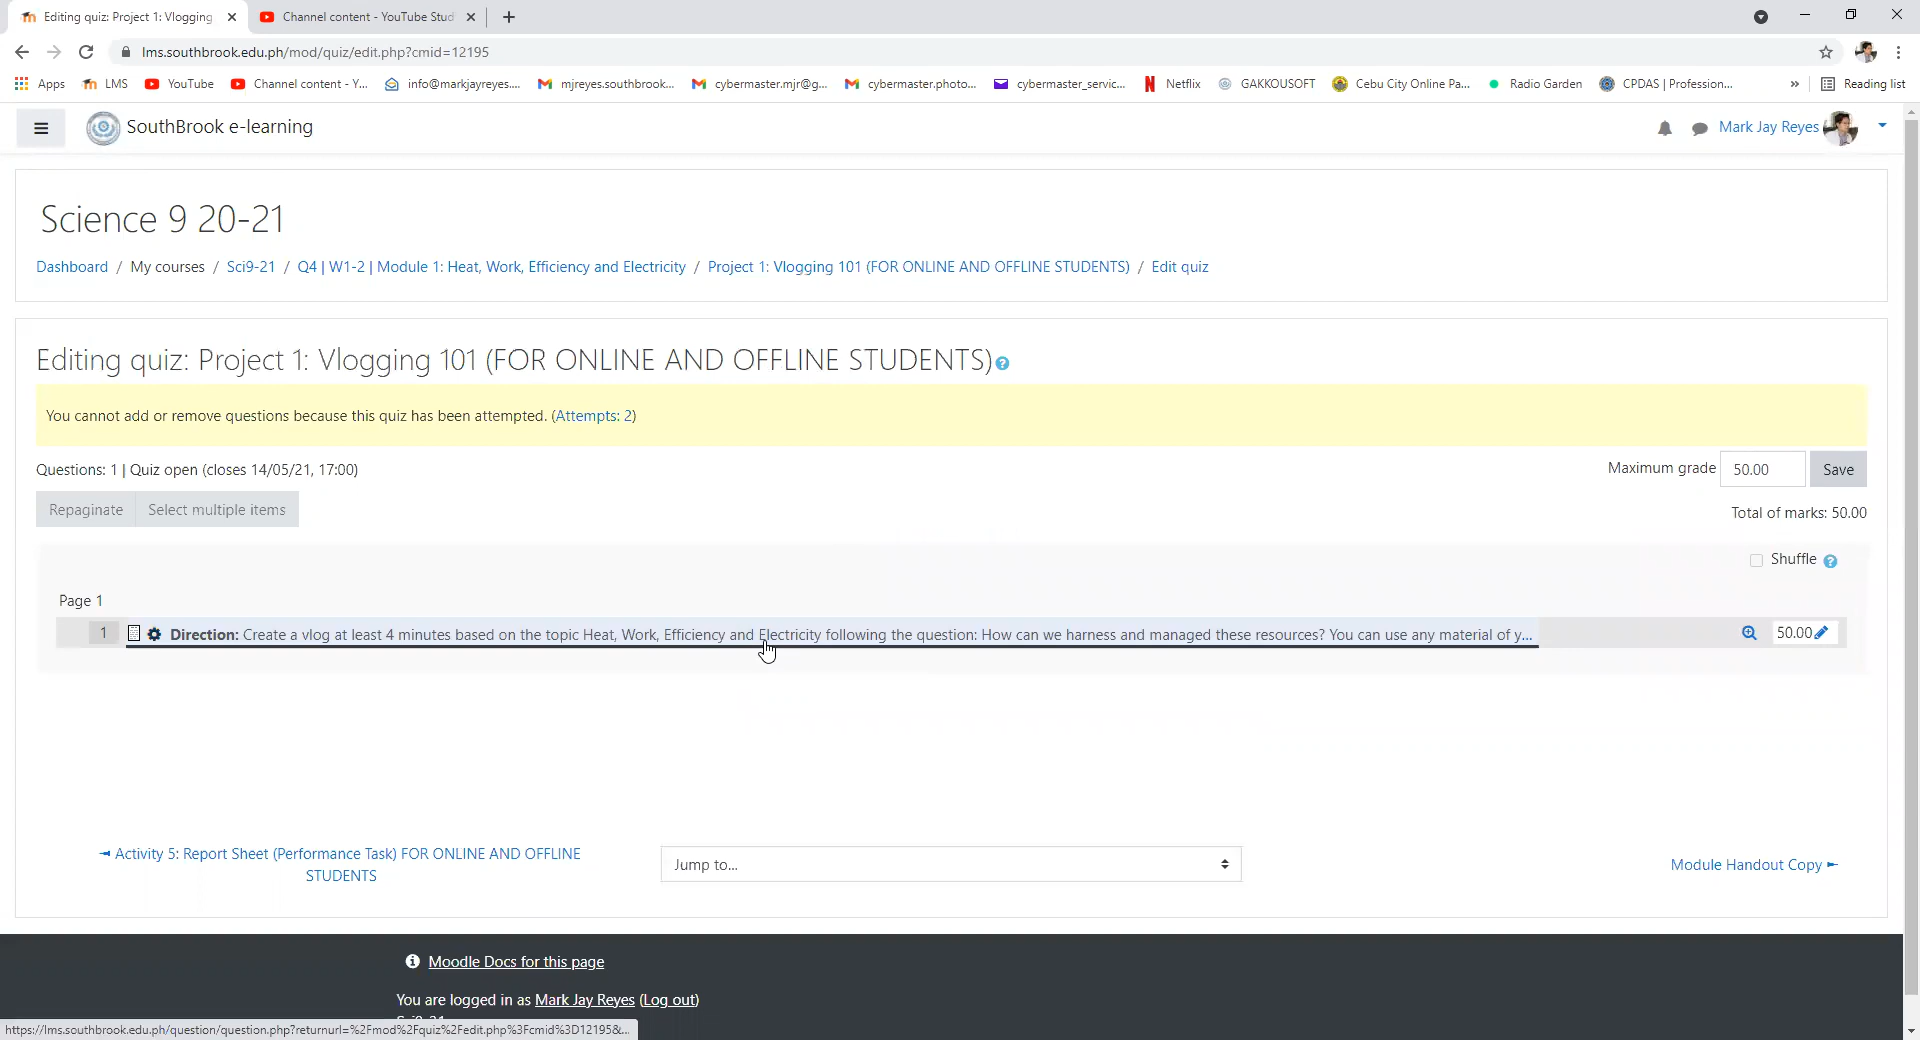 Editing quiz: Project 1: Vlogging
Channel content - YouTube Stud
lms.southbrook.edu.ph/mod/quiz/edit.php?cmid=12195
Apps LMS YouTube Channel content - Y... info@markjayreyes.... mjreyes.southbrook... cybermaster.mjr@g... cybermaster.photo... cybermaster_servic... Netflix GAKKOUSOFT Cebu City Online Pa... Radio Garden CPDAS | Profession... » Reading list
SouthBrook e-learning
Mark Jay Reyes
Science 9 20-21
Dashboard / My courses / Sci9-21 / Q4 | W1-2 | Module 1: Heat, Work, Efficiency and Electricity / Project 1: Vlogging 101 (FOR ONLINE AND OFFLINE STUDENTS) / Edit quiz
Editing quiz: Project 1: Vlogging 101 (FOR ONLINE AND OFFLINE STUDENTS)
You cannot add or remove questions because this quiz has been attempted. (Attempts: 2)
Questions: 1 | Quiz open (closes 14/05/21, 17:00)
Maximum grade 50.00 Save
Repaginate Select multiple items
Total of marks: 50.00
Shuffle
Page 1
1 Direction: Create a vlog at least 4 minutes based on the topic Heat, Work, Efficiency and Electricity following the question: How can we harness and managed these resources? You can use any material of y... 50.00
◄ Activity 5: Report Sheet (Performance Task) FOR ONLINE AND OFFLINE
STUDENTS
Jump to...
Module Handout Copy ►
Moodle Docs for this page
You are logged in as Mark Jay Reyes (Log out)
Sci9-21
https://lms.southbrook.edu.ph/question/question.php?returnurl=%2Fmod%2Fquiz%2Fedit.php%3Fcmid%3D12195&...